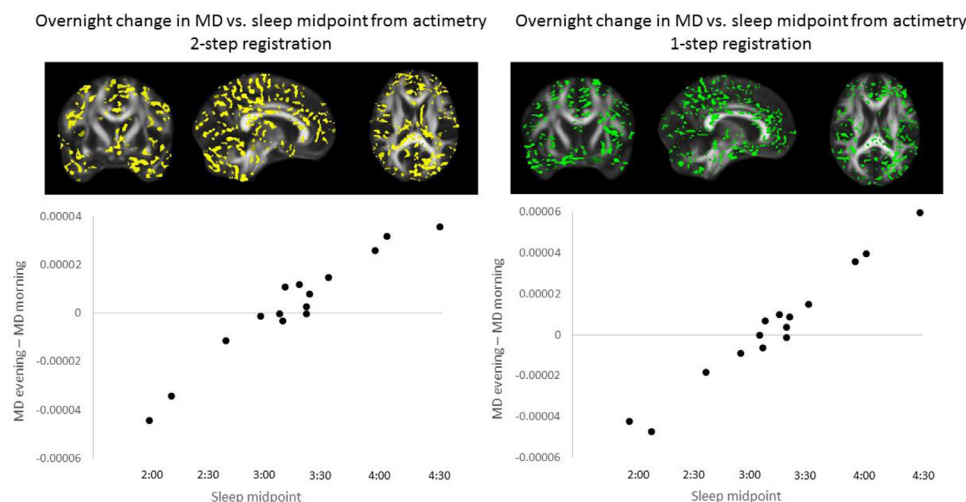 Overnight change in MD vs. sleep midpoint from actimetry
2-step registration
0.00004
0.00002
0
-0.00002
-0.00004
-0.00006
MD evening – MD morning
2:00 2:30 3:00 3:30 4:00 4:30
Sleep midpoint
Overnight change in MD vs. sleep midpoint from actimetry
1-step registration
0.00006
0.00004
0.00002
0
-0.00002
-0.00004
-0.00006
MD evening – MD morning
2:00 2:30 3:00 3:30 4:00 4:30
Sleep midpoint